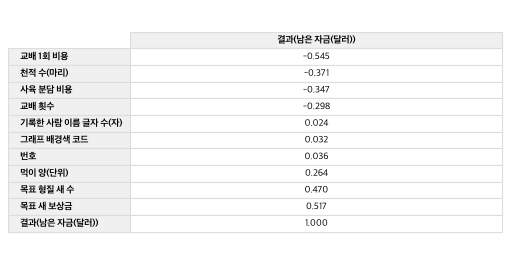 결과(남은 자금(달러))
교배 1회 비용 -0.545
천적 수(마리) -0.371
사육 분담 비용 -0.347
교배 횟수 -0.298
기록한 사람 이름 글자 수(자) 0.024
그래프 배경색 코드 0.032
번호 0.036
먹이 양(단위) 0.264
목표 형질 새 수 0.470
목표 새 보상금 0.517
결과(남은 자금(달러)) 1.000